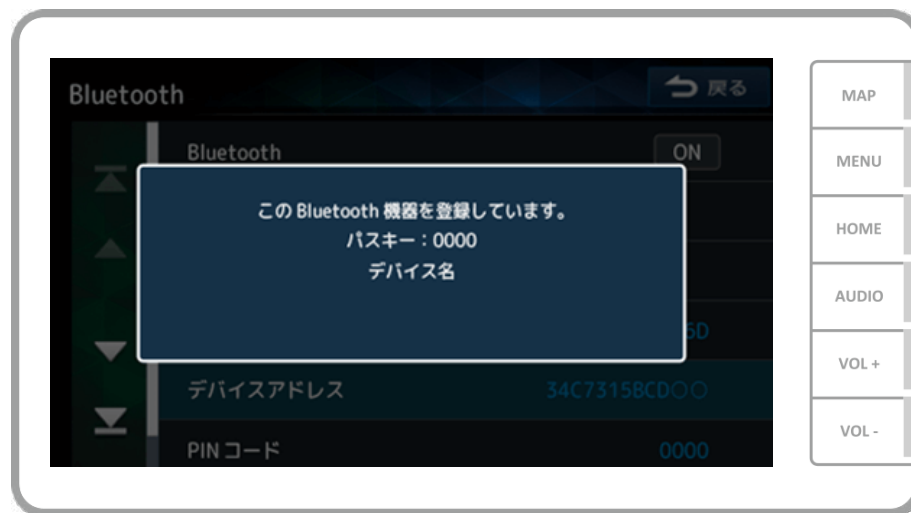 Bluetooth
戻る
Bluetooth ON
この Bluetooth 機器を登録しています。
パスキー：0000
デバイス名
5D
デバイスアドレス 34C7315BCD〇〇
PIN コード 0000
MAP
MENU
HOME
AUDIO
VOL +
VOL -